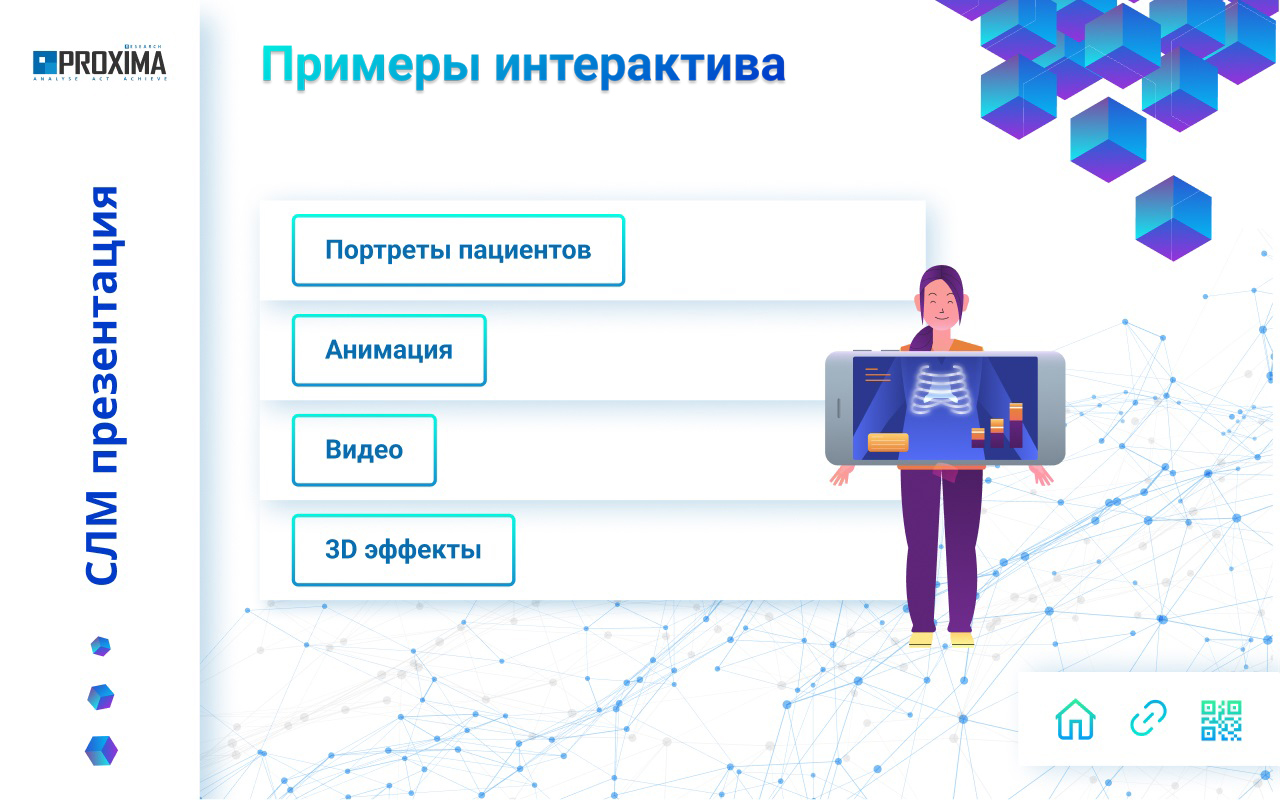 RESEARCH
PROXIMA
ANALYSE ACT ACHIEVE
СЛМ презентация
Примеры интерактива
Портреты пациентов
Анимация
Видео
3D эффекты